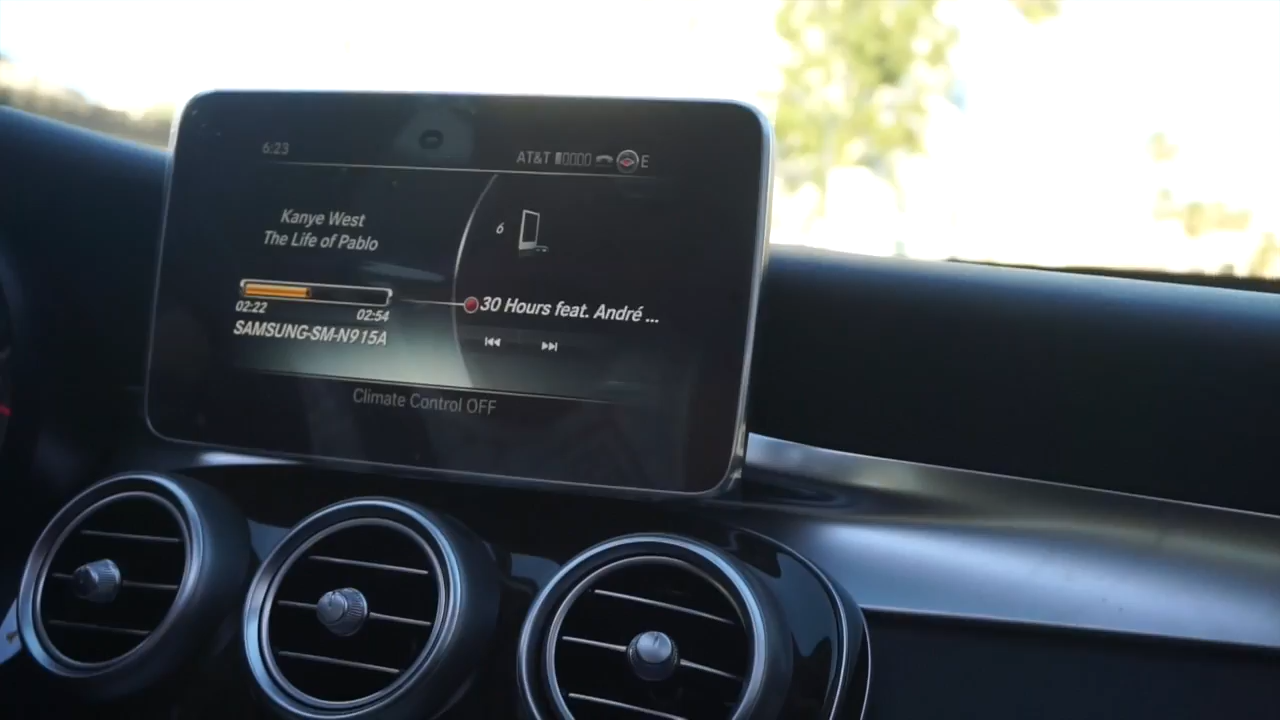 6:23
AT&T E
Kanye West
The Life of Pablo
6
02:22
02:54
30 Hours feat. André ...
SAMSUNG-SM-N915A
Climate Control OFF